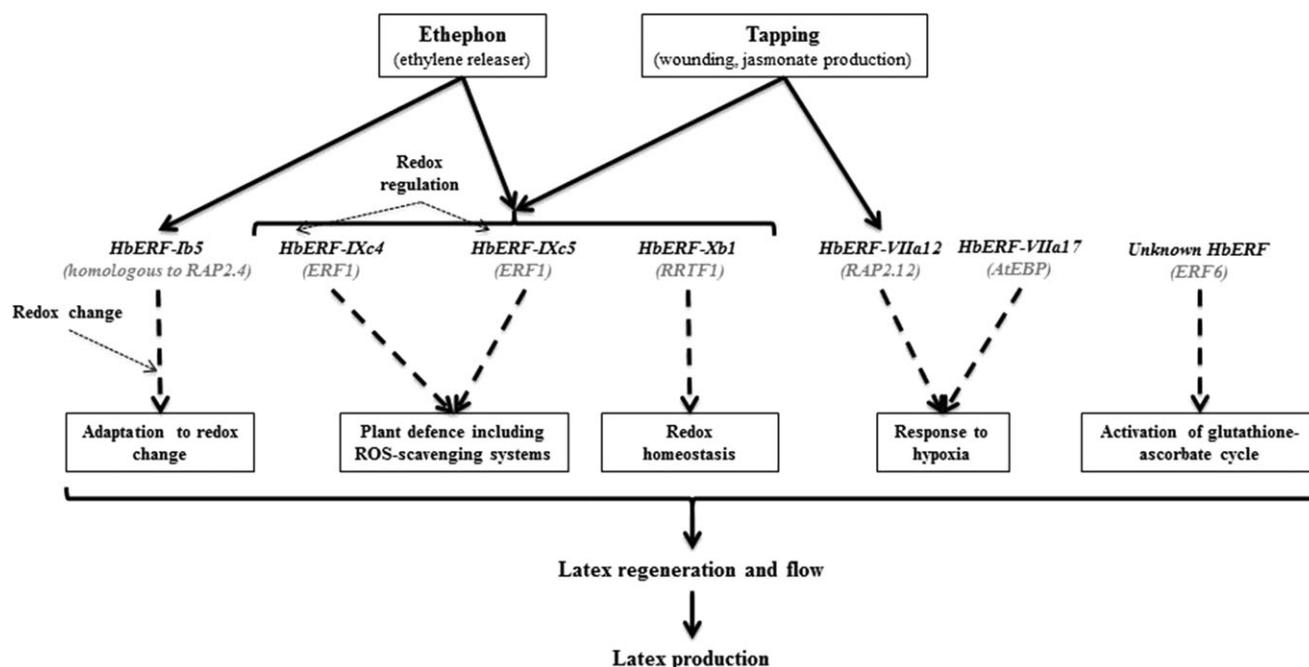 Ethephon
(ethylene releaser)
Tapping
(wounding, jasmonate production)
Redox
regulation
HbERF-Ib5
(homologous to RAP2.4)
HbERF-IXc4
(ERF1)
HbERF-IXc5
(ERF1)
HbERF-Xb1
(RRTF1)
HbERF-VIIa12
(RAP2.12)
HbERF-VIIa17
(AtEBP)
Unknown HbERF
(ERF6)
Redox change
Adaptation to redox
change
Plant defence including
ROS-scavenging systems
Redox
homeostasis
Response to
hypoxia
Activation of glutathione-
ascorbate cycle
Latex regeneration and flow
Latex production